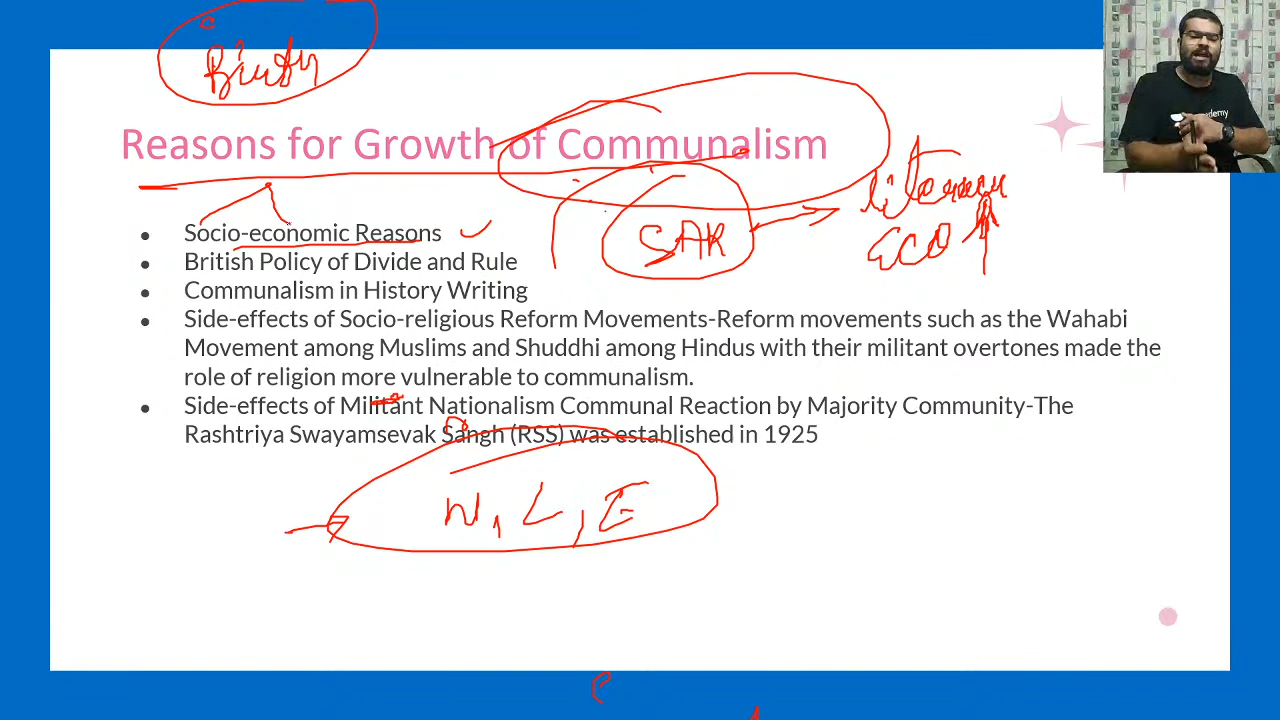 Reasons for Growth of Communalism
SAR
ECO
Socio-economic Reasons
British Policy of Divide and Rule
Communalism in History Writing
Side-effects of Socio-religious Reform Movements-Reform movements such as the Wahabi
Movement among Muslims and Shuddhi among Hindus with their militant overtones made the
role of religion more vulnerable to communalism.
Side-effects of Militant Nationalism Communal Reaction by Majority Community-The
Rashtriya Swayamsevak Sangh (RSS) was established in 1925